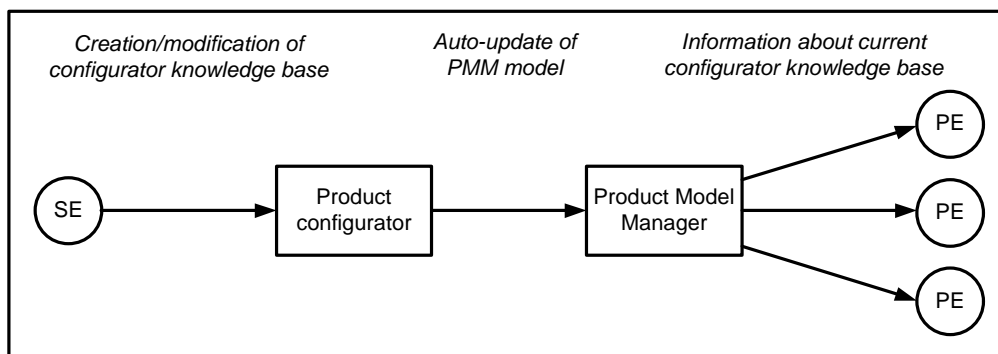 Creation/modification of
configurator knowledge base
Auto-update of
PMM model
Information about current
configurator knowledge base
SE
Product
configurator
Product Model
Manager
PE
PE
PE